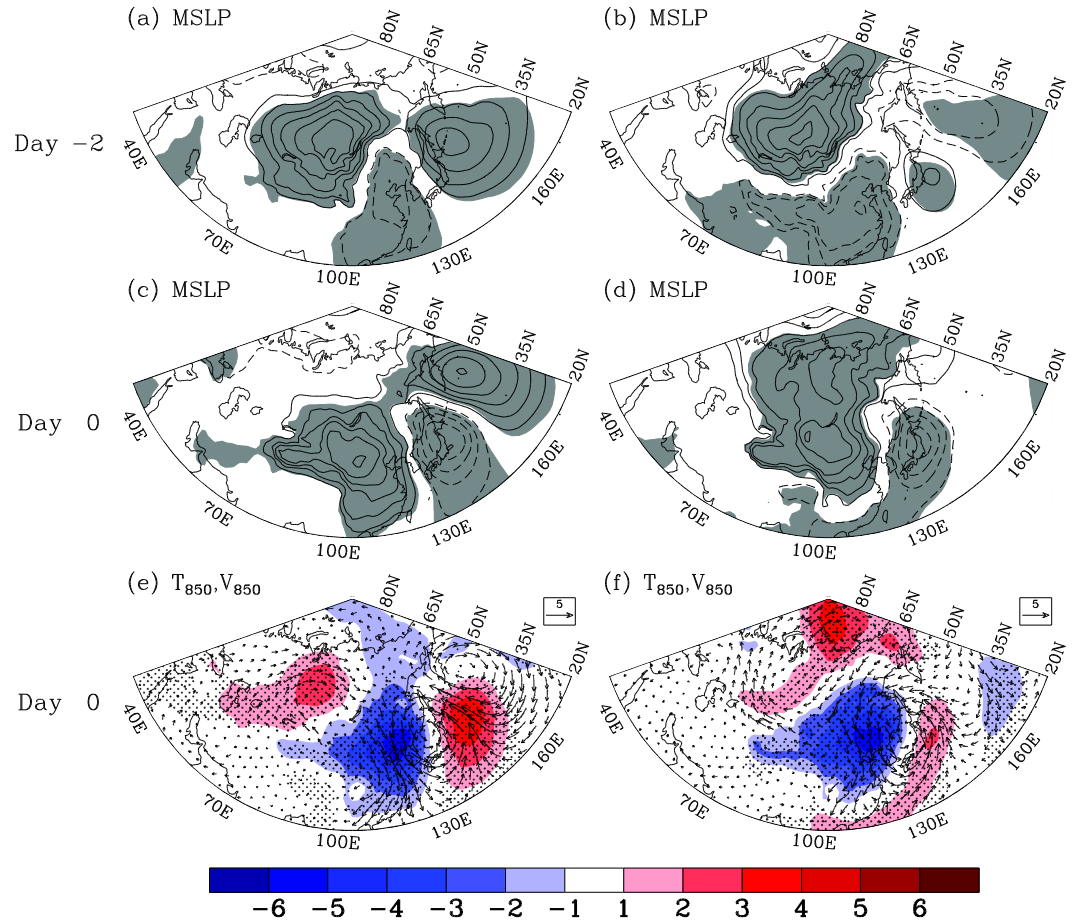 (a) MSLP
80N
65N
50N
35N
20N
40E
70E
100E
130E
160E
(b) MSLP
80N
65N
50N
35N
20N
40E
70E
100E
130E
160E
Day −2
(c) MSLP
80N
65N
50N
35N
20N
40E
70E
100E
130E
160E
(d) MSLP
80N
65N
50N
35N
20N
40E
70E
100E
130E
160E
Day 0
(e) T850,V850
5
80N
65N
50N
35N
20N
40E
70E
100E
130E
160E
(f) T850,V850
5
80N
65N
50N
35N
20N
40E
70E
100E
130E
160E
Day 0
−6 −5 −4 −3 −2 −1 1 2 3 4 5 6